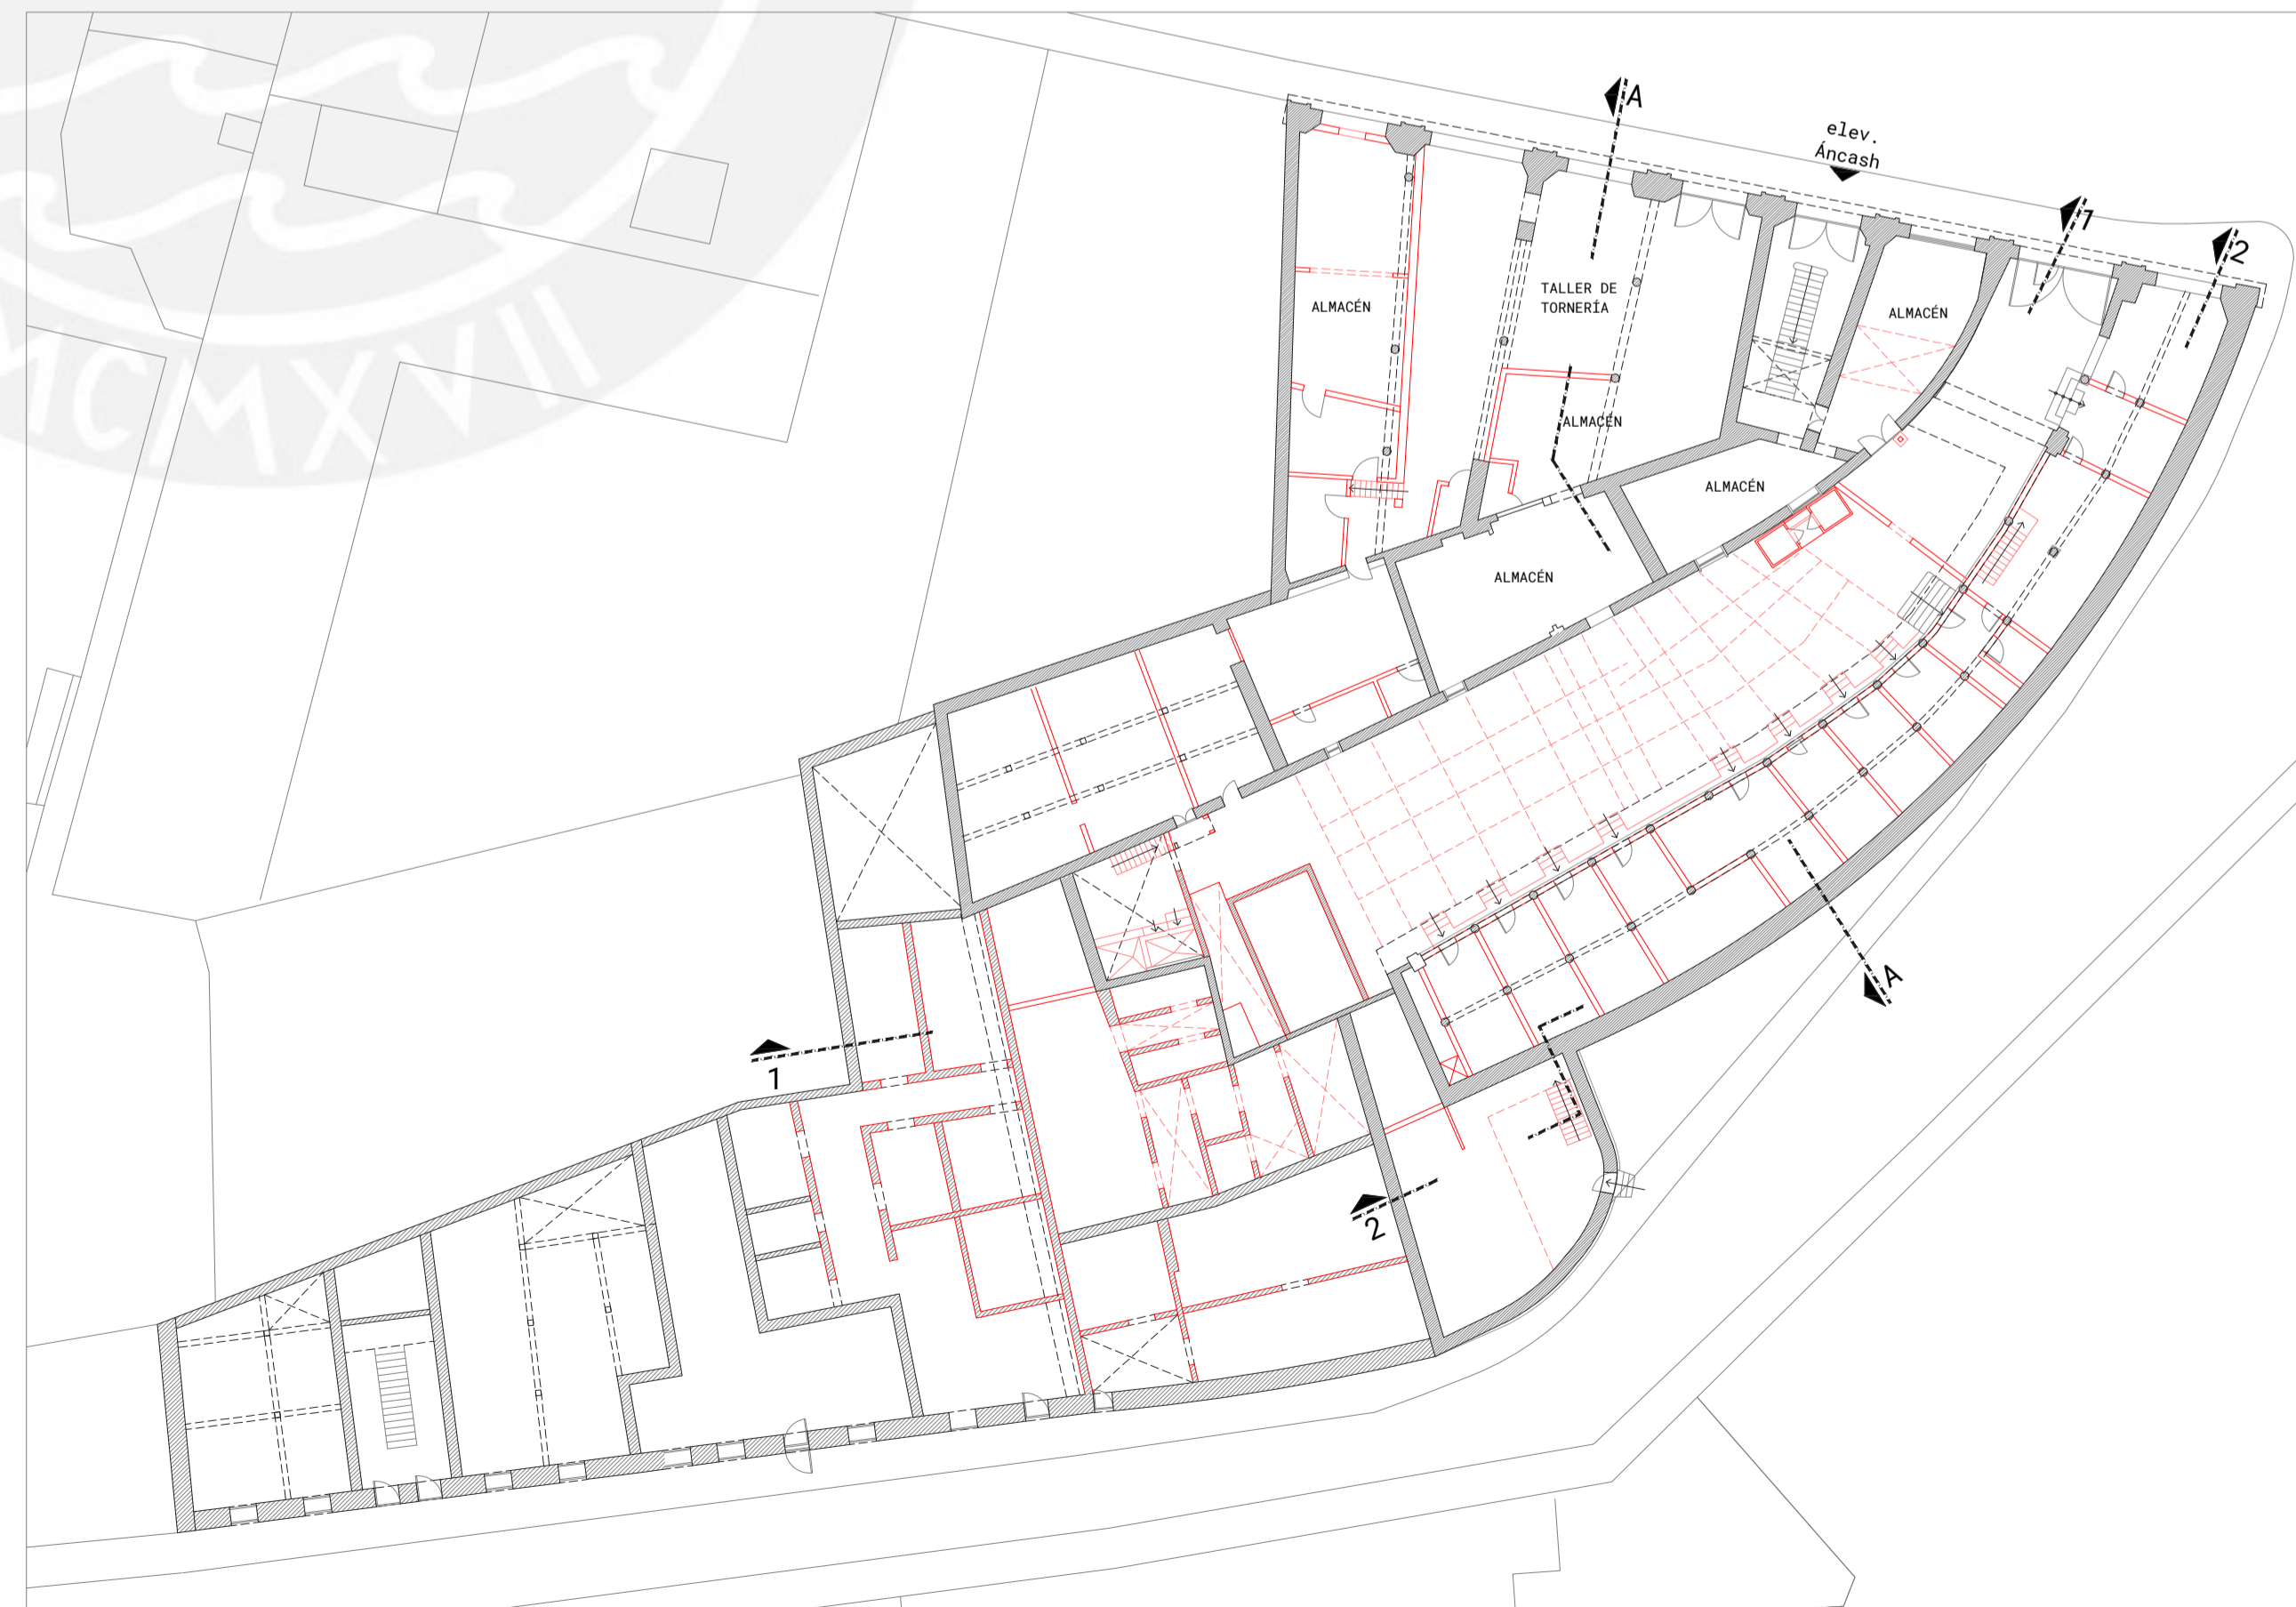 MCMXVII
A
elev.
Áncash
1
2
TALLER DE
TORNERÍA
ALMACÉN
ALMACÉN
ALMACÉN
ALMACÉN
ALMACÉN
A
1
2